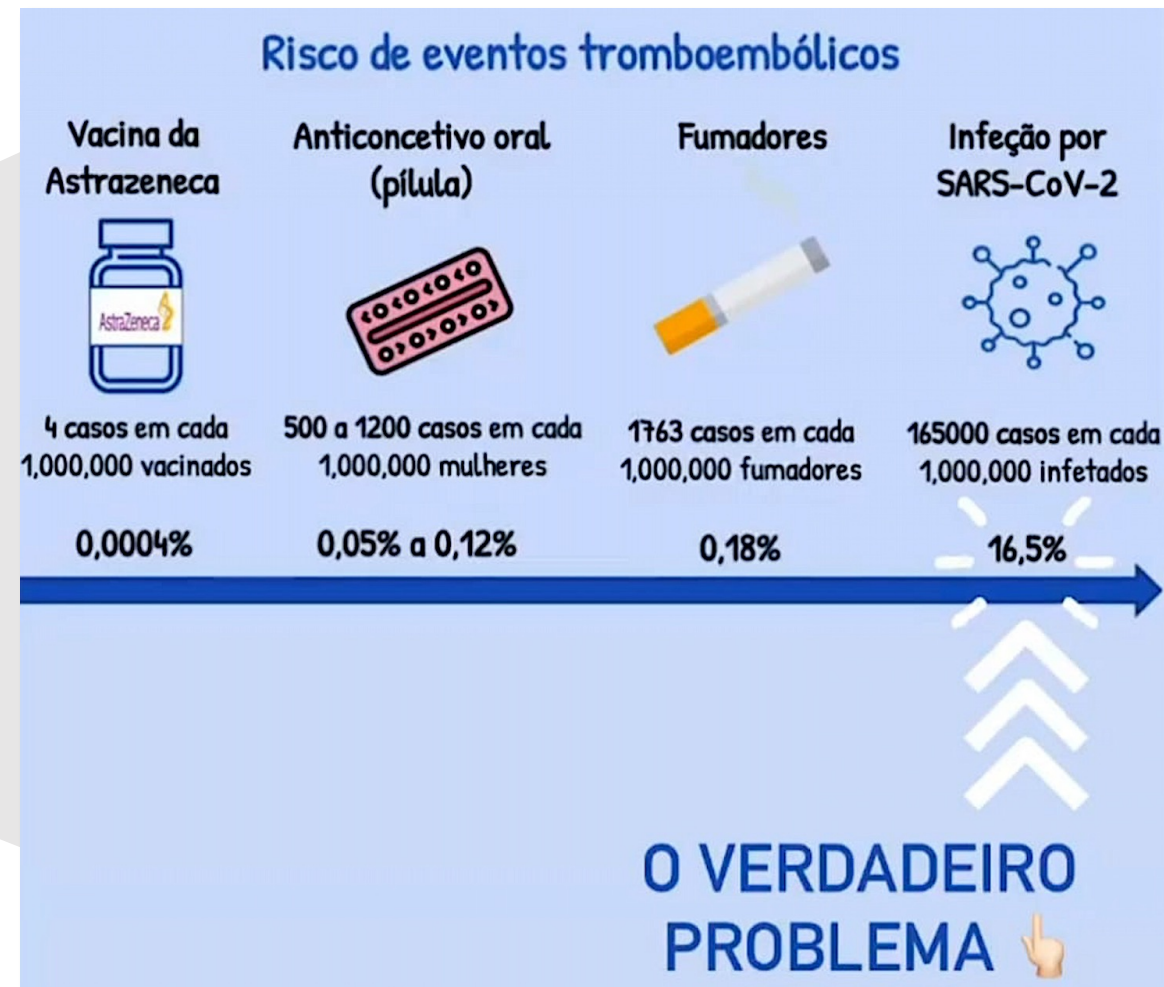 Risco de eventos tromboembólicos
Vacina da
Astrazeneca
AstraZeneca
4 casos em cada
1,000,000 vacinados
0,0004%
Anticoncetivo oral
(pílula)
500 a 1200 casos em cada
1,000,000 mulheres
0,05% a 0,12%
Fumadores
1763 casos em cada
1,000,000 fumadores
0,18%
Infeção por
SARS-CoV-2
165000 casos em cada
1,000,000 infetados
16,5%
O VERDADEIRO
PROBLEMA